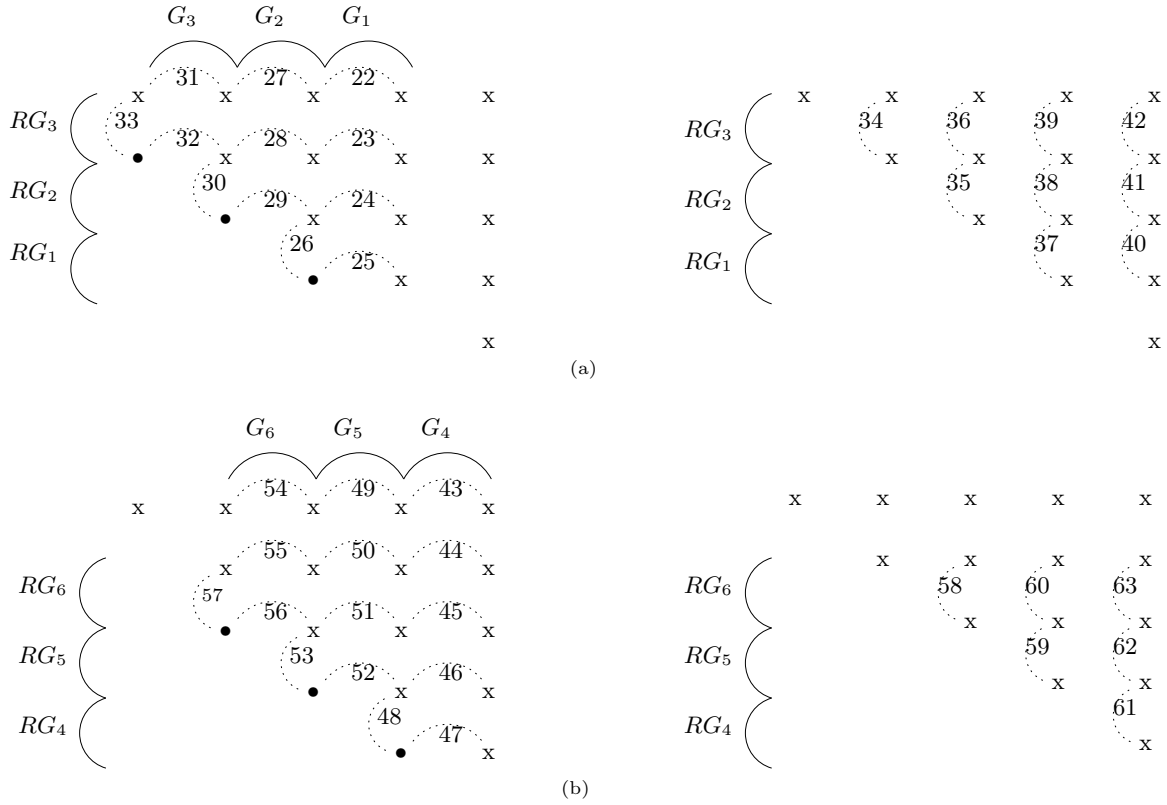 G₃ G₂ G₁
31 27 22
x x x x x x x x x x
RG₃ 33 32 28 23 RG₃ 34 36 39 42
• x x x x x x x x
RG₂ 30 29 24 RG₂ 35 38 41
• x x x x x x
RG₁ 26 25 RG₁ 37 40
• x x x x
x x
(a)
G₆ G₅ G₄
54 49 43
x x x x x x x x x x
55 50 44
x x x x x x x x
RG₆ 57 56 51 45 RG₆ 58 60 63
• x x x x x x
RG₅ 53 52 46 RG₅ 59 62
• x x x x
RG₄ 48 47 RG₄ 61
• x x
(b)